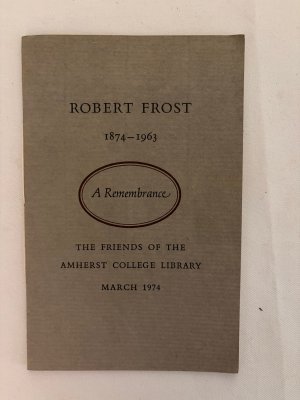 ROBERT FROST
1874–1963
A Remembrance
THE FRIENDS OF THE
AMHERST COLLEGE LIBRARY
MARCH 1974